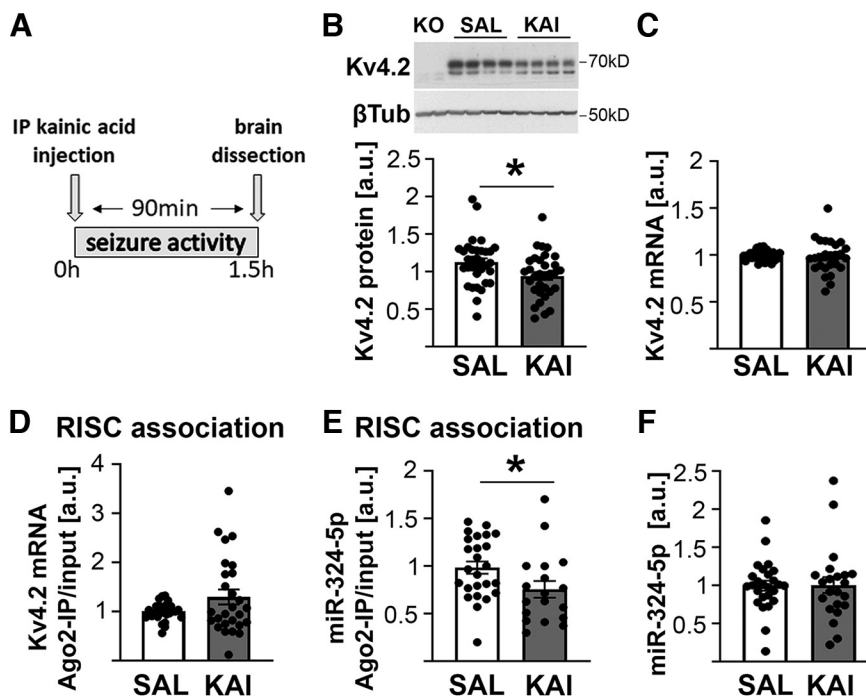 A
IP kainic acid
injection
brain
dissection
90min
seizure activity
0h
1.5h
B
KO SAL KAI
Kv4.2
–70kD
βTub
–50kD
Kv4.2 protein [a.u.]
2.5
2
1.5
1
0.5
*
SAL KAI
C
Kv4.2 mRNA [a.u.]
2
1.5
1
0.5
SAL KAI
D RISC association
Kv4.2 mRNA
Ago2-IP/input [a.u.]
4
3
2
1
SAL KAI
E RISC association
miR-324-5p
Ago2-IP/input [a.u.]
2
1.5
1
0.5
*
SAL KAI
F
miR-324-5p [a.u.]
2.5
2
1.5
1
0.5
SAL KAI